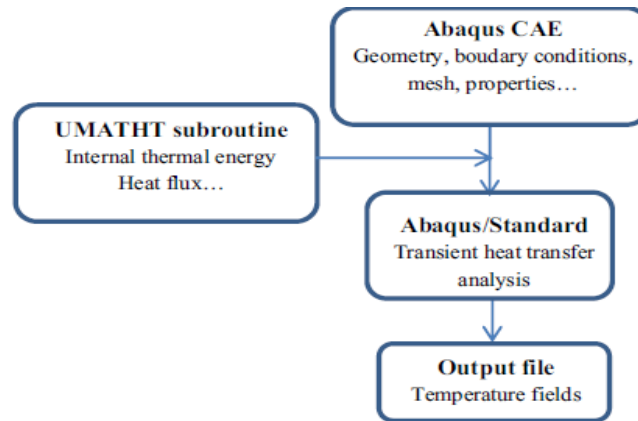 Abaqus CAE
Geometry, boudary conditions,
mesh, properties…
UMATHT subroutine
Internal thermal energy
Heat flux…
Abaqus/Standard
Transient heat transfer
analysis
Output file
Temperature fields